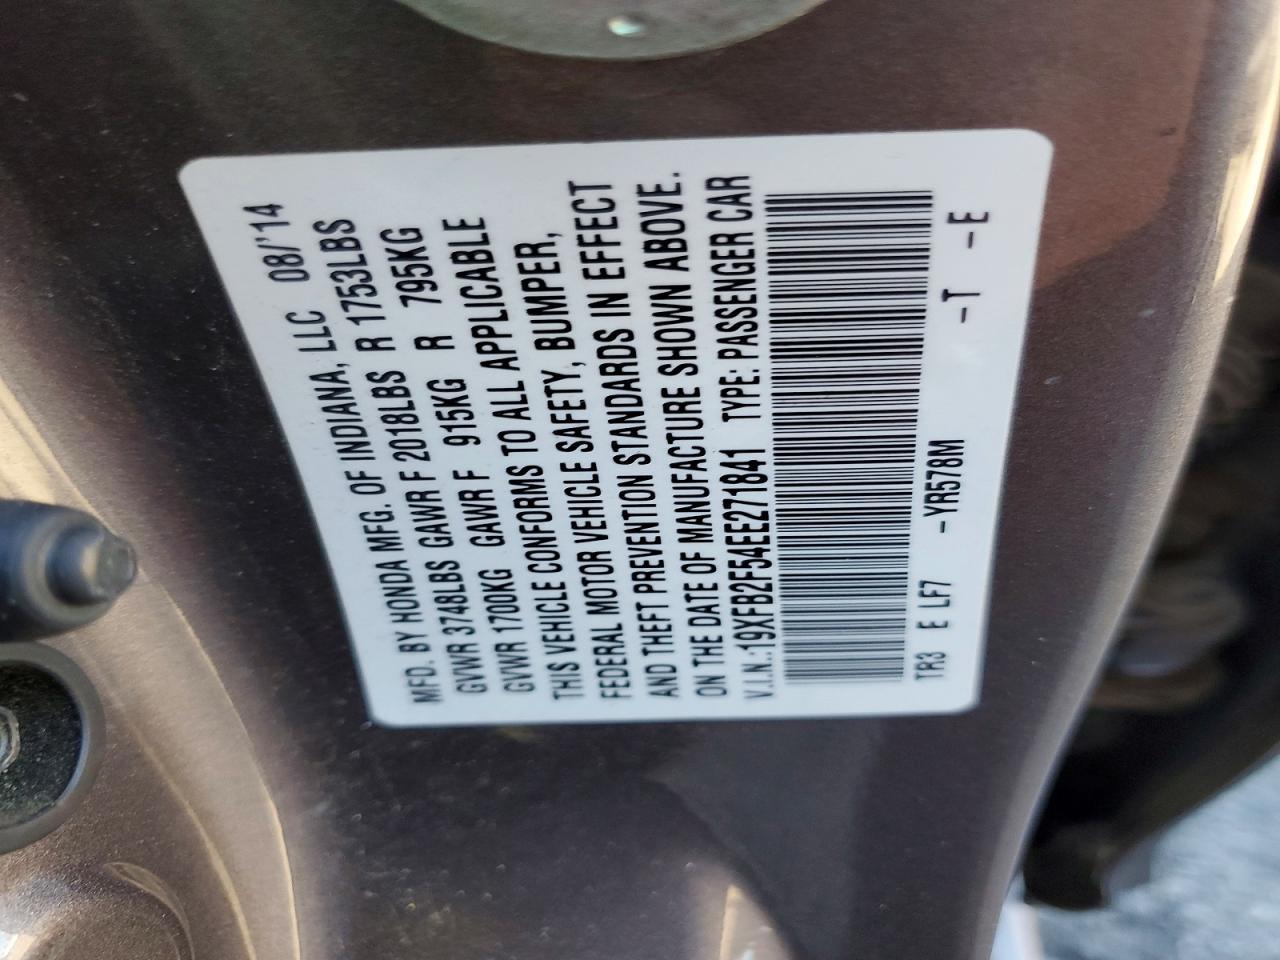 MFD. BY HONDA MFG. OF INDIANA, LLC 08/'14
GVWR 3748LBS GAWR F 2018LBS R 1753LBS
GVWR 1700KG GAWR F 915KG R 795KG
THIS VEHICLE CONFORMS TO ALL APPLICABLE
FEDERAL MOTOR VEHICLE SAFETY, BUMPER,
AND THEFT PREVENTION STANDARDS IN EFFECT
ON THE DATE OF MANUFACTURE SHOWN ABOVE.
V.I.N.:19XFB2F54EE271841 TYPE: PASSENGER CAR
TR3 E LF7 -YR578M -T -E